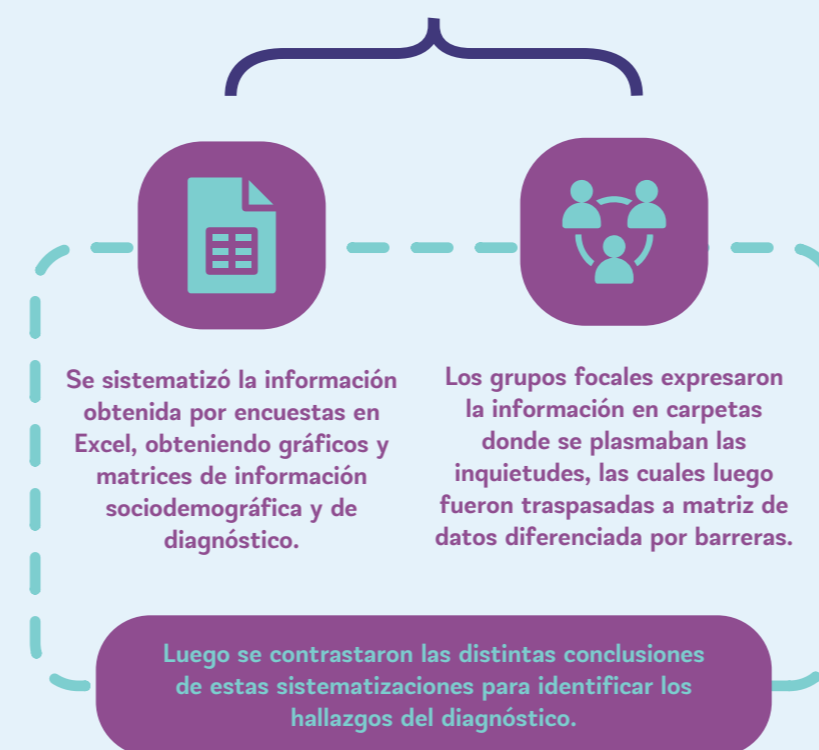 Se sistematizó la información
obtenida por encuestas en
Excel, obteniendo gráficos y
matrices de información
sociodemográfica y de
diagnóstico.
Los grupos focales expresaron
la información en carpetas
donde se plasmaban las
inquietudes, las cuales luego
fueron traspasadas a matriz de
datos diferenciada por barreras.
Luego se contrastaron las distintas conclusiones
de estas sistematizaciones para identificar los
hallazgos del diagnóstico.